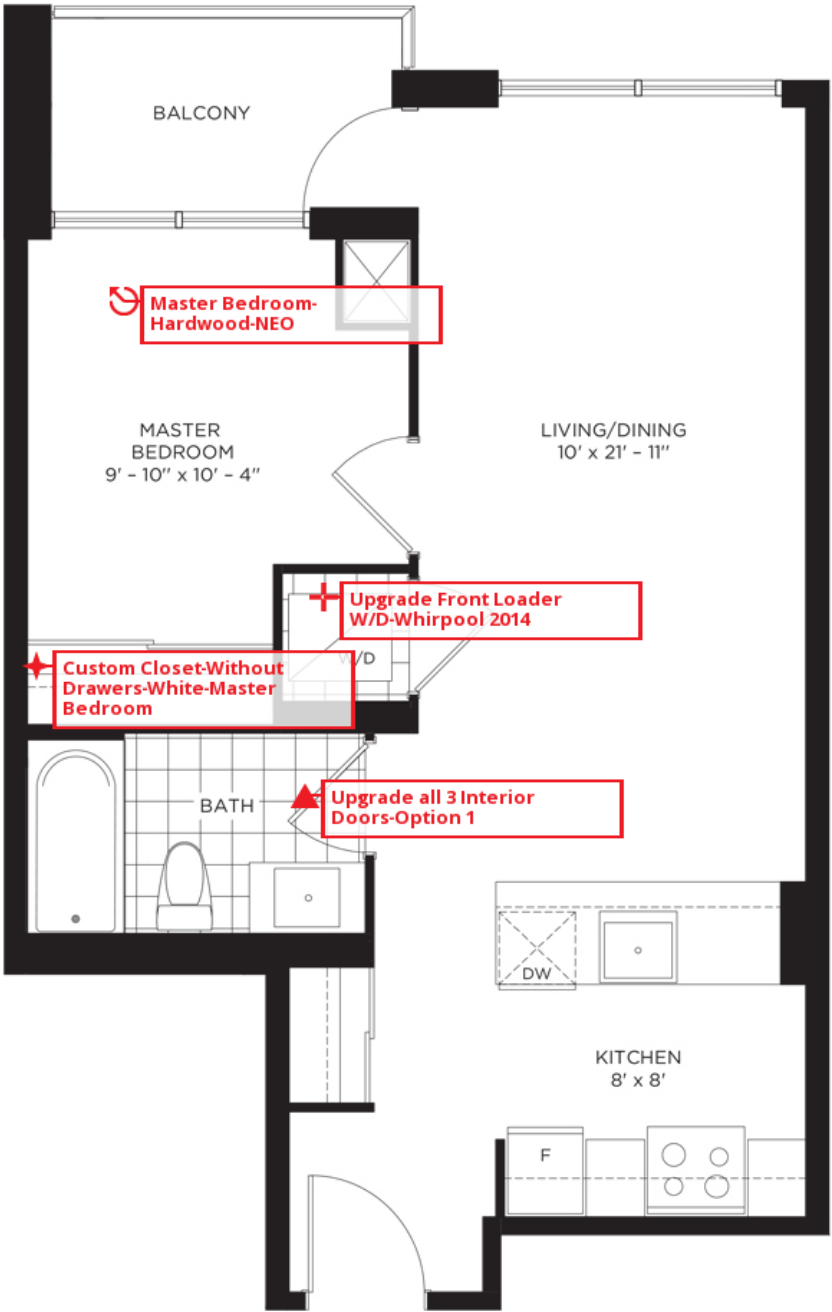 BALCONY
Master Bedroom-
Hardwood-NEO
MASTER
BEDROOM
9' - 10" x 10' - 4"
LIVING/DINING
10' x 21' - 11"
Upgrade Front Loader
W/D-Whirpool 2014
W/D
Custom Closet-Without
Drawers-White-Master
Bedroom
BATH
Upgrade all 3 Interior
Doors-Option 1
DW
KITCHEN
8' x 8'
F